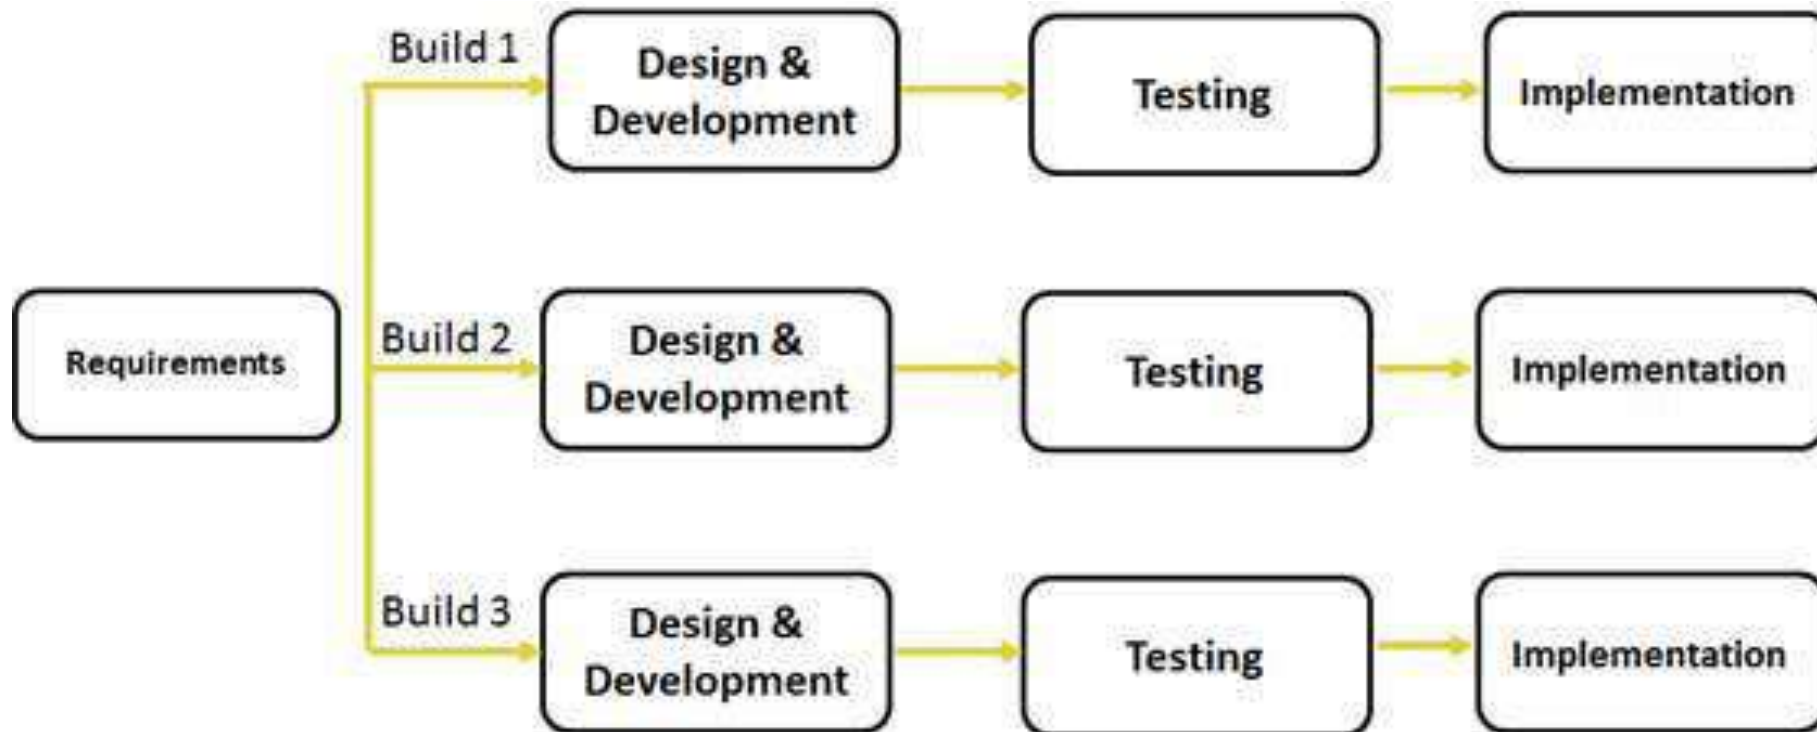 Build 1
Design &
Development
Testing
Implementation
Requirements
Build 2
Design &
Development
Testing
Implementation
Build 3
Design &
Development
Testing
Implementation